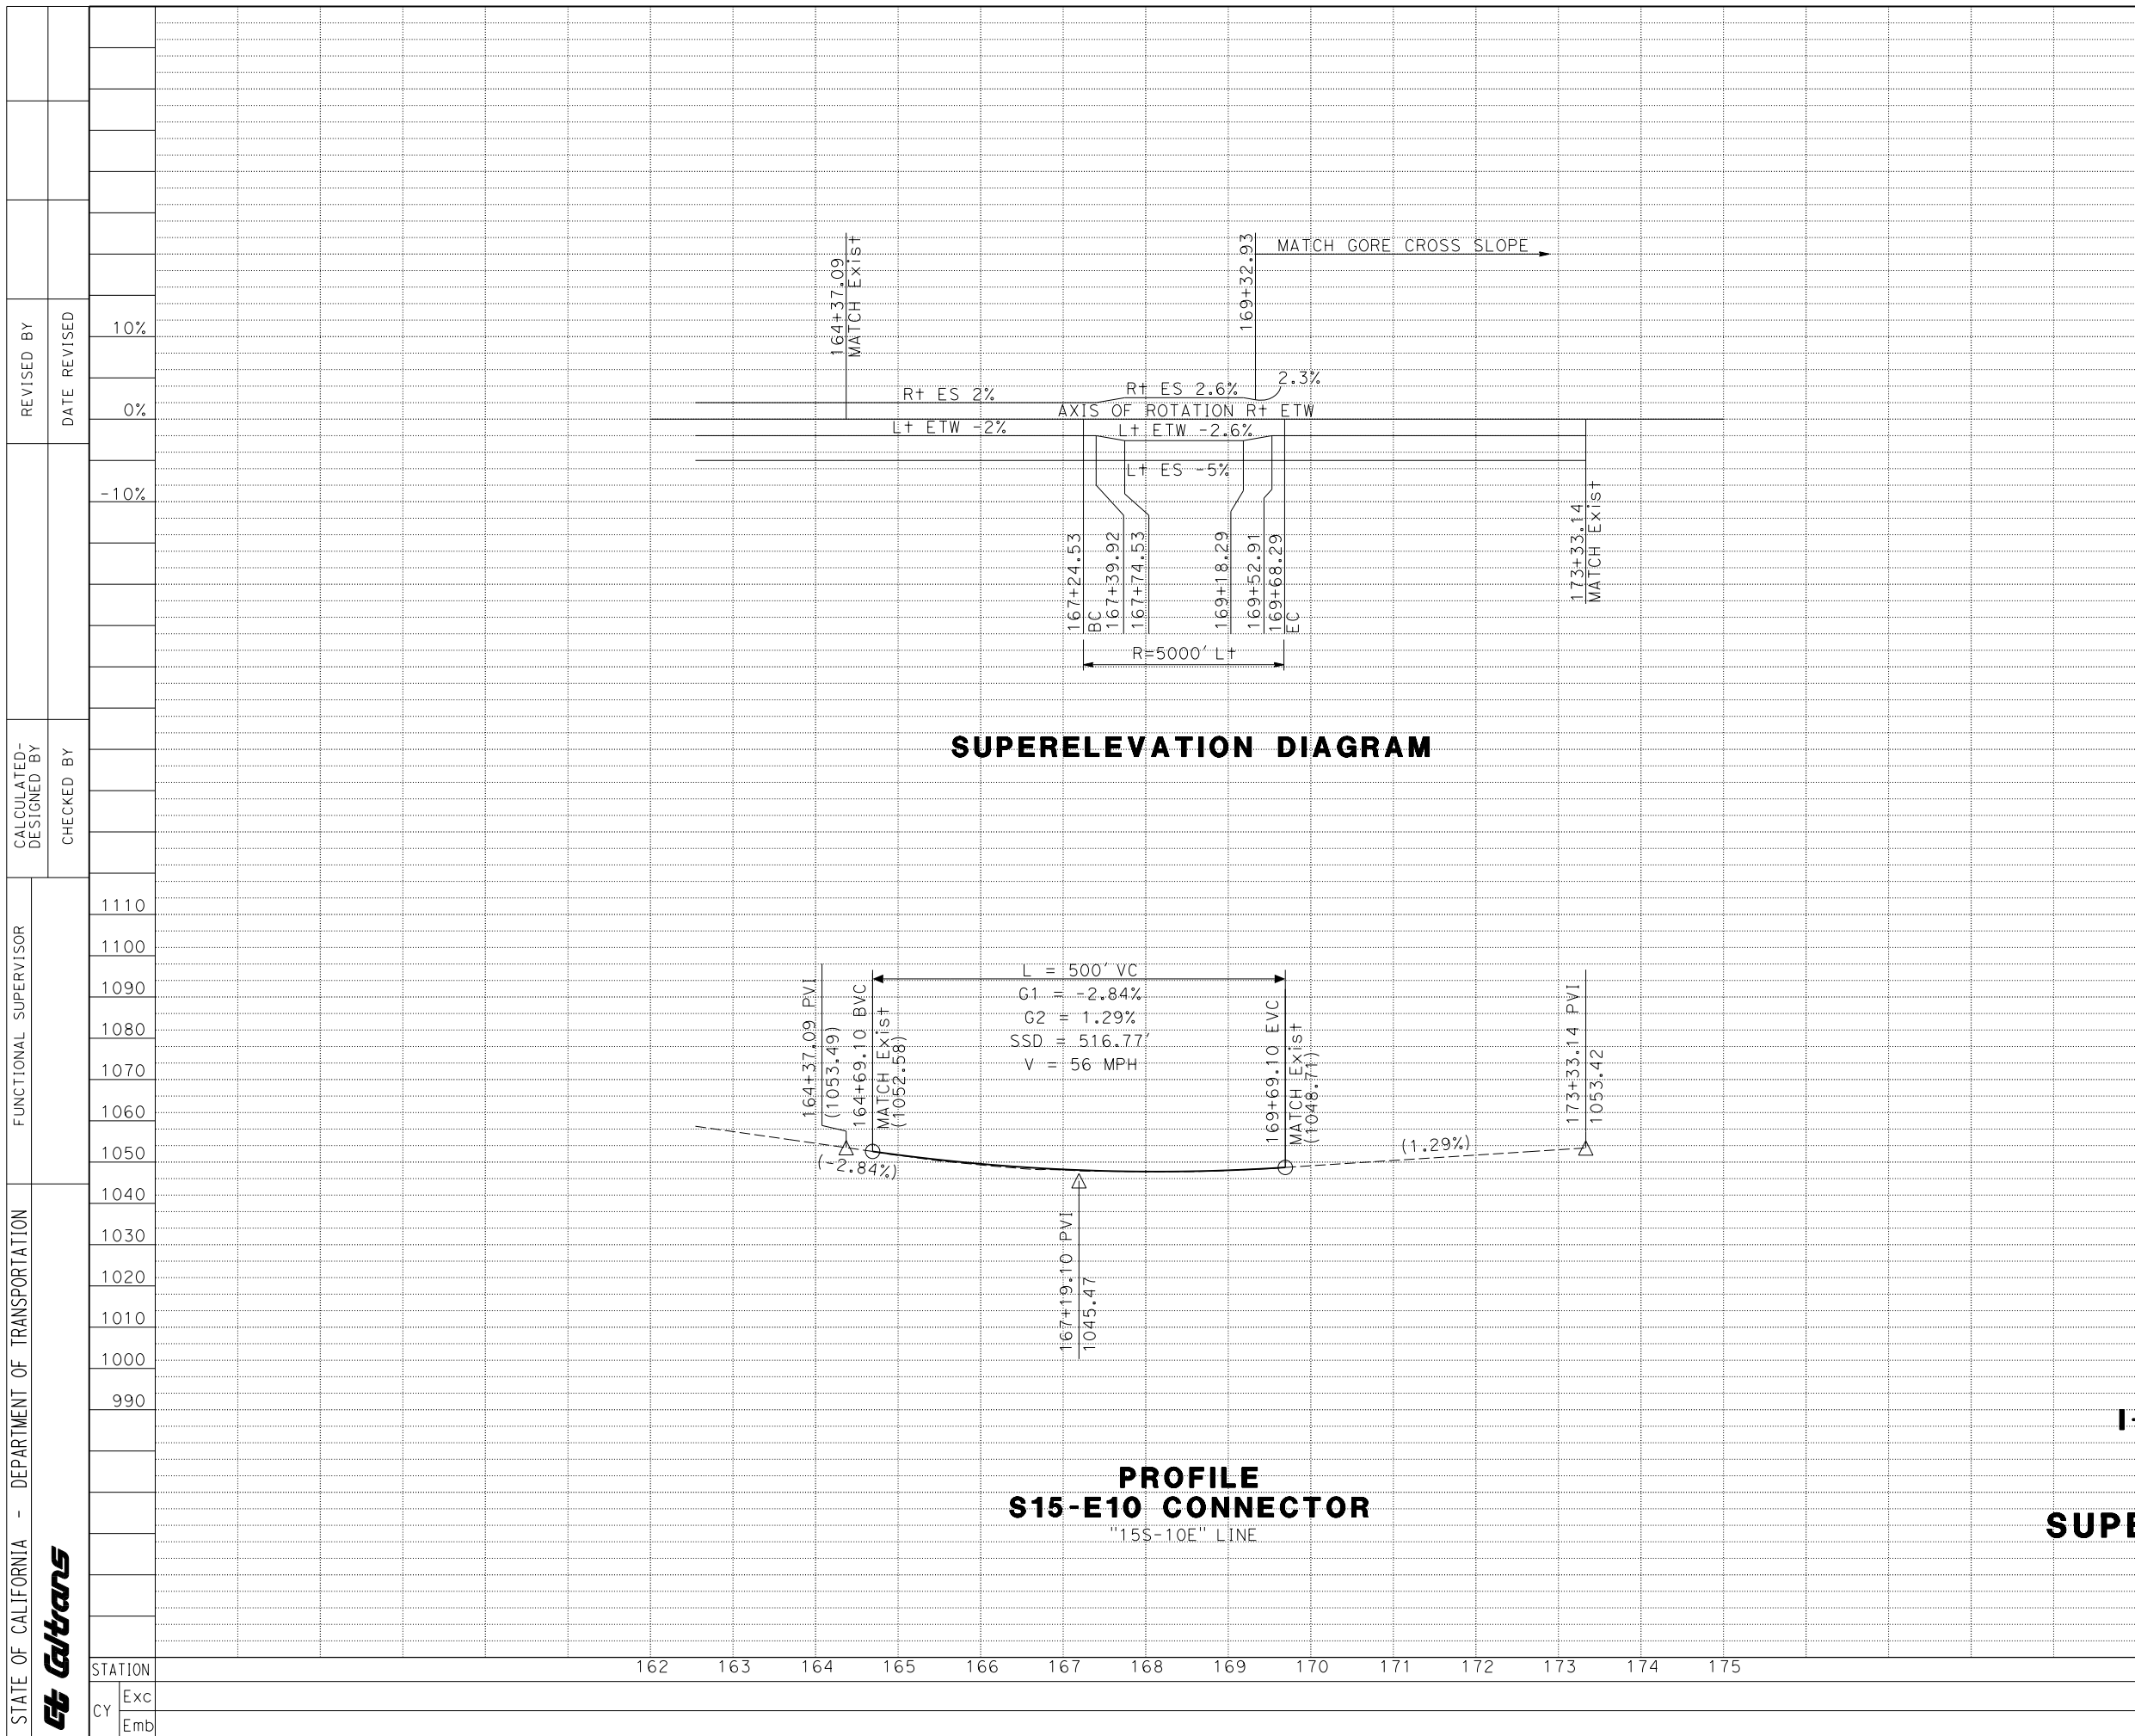 164+37.09
MATCH Exist
169+32.93
MATCH GORE CROSS SLOPE
10%
0%
-10%
Rt ES 2%
Rt ES 2.6%
2.3%
AXIS OF ROTATION Rt ETW
Lt ETW -2%
Lt ETW -2.6%
Lt ES -5%
167+24.53
BC
167+39.92
167+74.53
169+18.29
169+52.91
169+68.29
EC
173+33.14
MATCH Exist
R=5000' Lt
SUPERELEVATION DIAGRAM
1110
1100
1090
1080
1070
1060
1050
1040
1030
1020
1010
1000
990
L = 500' VC
G1 = -2.84%
G2 = 1.29%
SSD = 516.77'
V = 56 MPH
164+37.09 PVI
(1053.49)
164+69.10 BVC
MATCH Exist
(1052.58)
169+69.10 EVC
MATCH Exist
(1048.71)
173+33.14 PVI
1053.42
(-2.84%)
(1.29%)
167+19.10 PVI
1045.47
PROFILE
S15-E10 CONNECTOR
"15S-10E" LINE
I-
SUPE
STATION
162 163 164 165 166 167 168 169 170 171 172 173 174 175
CY
Exc
Emb
REVISED BY
DATE REVISED
CALCULATED-
DESIGNED BY
CHECKED BY
FUNCTIONAL SUPERVISOR
STATE OF CALIFORNIA - DEPARTMENT OF TRANSPORTATION
ct Caltrans